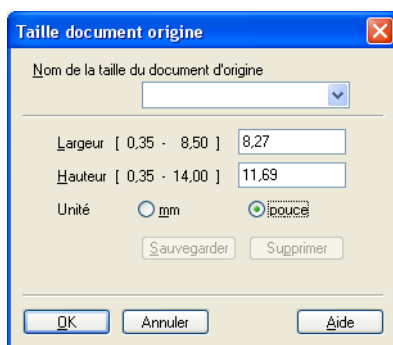 Taille document origine
Nom de la taille du document d'origine
Largeur [ 0,35 - 8,50 ] 8,27
Hauteur [ 0,35 - 14,00 ] 11,69
Unité mm pouce
Sauvegarder Supprimer
OK Annuler Aide